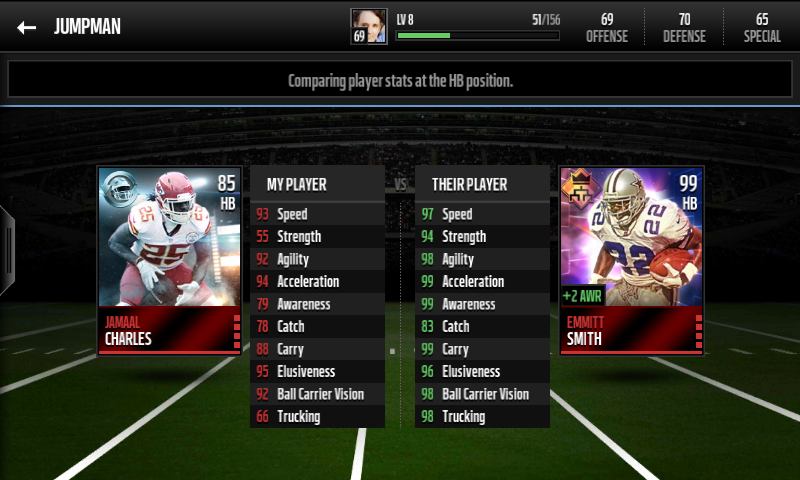 JUMPMAN
69
LV 8
51/156
69
OFFENSE
70
DEFENSE
65
SPECIAL
Comparing player stats at the HB position.
85
HB
25
25
JAMAAL
CHARLES
MY PLAYER
93 Speed
55 Strength
92 Agility
94 Acceleration
79 Awareness
78 Catch
88 Carry
95 Elusiveness
92 Ball Carrier Vision
66 Trucking
VS
THEIR PLAYER
97 Speed
94 Strength
98 Agility
99 Acceleration
99 Awareness
83 Catch
99 Carry
96 Elusiveness
98 Ball Carrier Vision
98 Trucking
99
HB
22
22
+2 AWR
EMMITT
SMITH